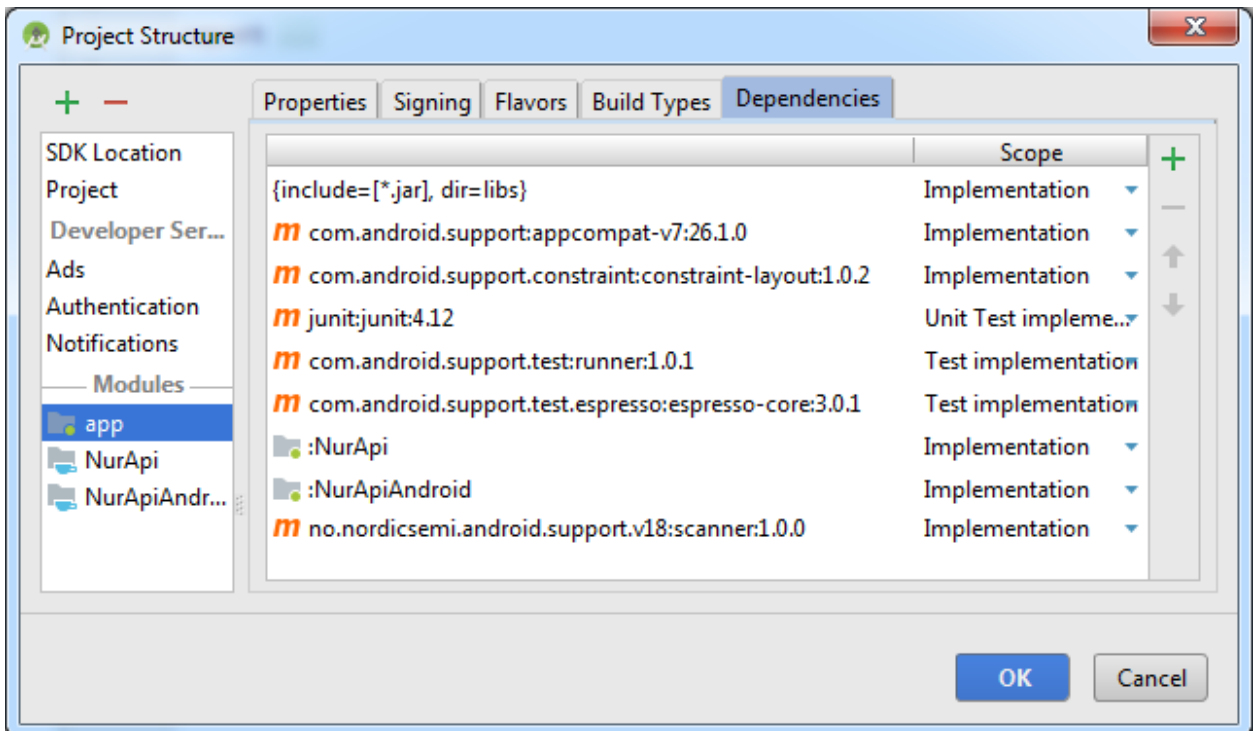 Project Structure
Properties Signing Flavors Build Types Dependencies
SDK Location
Project
Developer Ser...
Ads
Authentication
Notifications
Modules
app
NurApi
NurApiAndr...
Scope
{include=[*.jar], dir=libs} Implementation
m com.android.support:appcompat-v7:26.1.0 Implementation
m com.android.support.constraint:constraint-layout:1.0.2 Implementation
m junit:junit:4.12 Unit Test impleme...
m com.android.support.test:runner:1.0.1 Test implementation
m com.android.support.test.espresso:espresso-core:3.0.1 Test implementation
:NurApi Implementation
:NurApiAndroid Implementation
m no.nordicsemi.android.support.v18:scanner:1.0.0 Implementation
OK Cancel